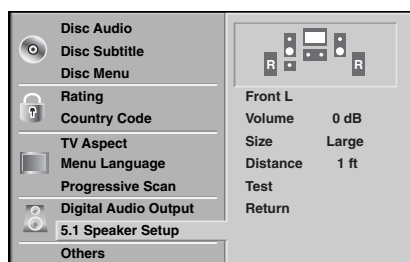 Disc Audio
Disc Subtitle
Disc Menu
Rating
Country Code
TV Aspect
Menu Language
Progressive Scan
Digital Audio Output
5.1 Speaker Setup
Others
R R
Front L
Volume 0 dB
Size Large
Distance 1 ft
Test
Return